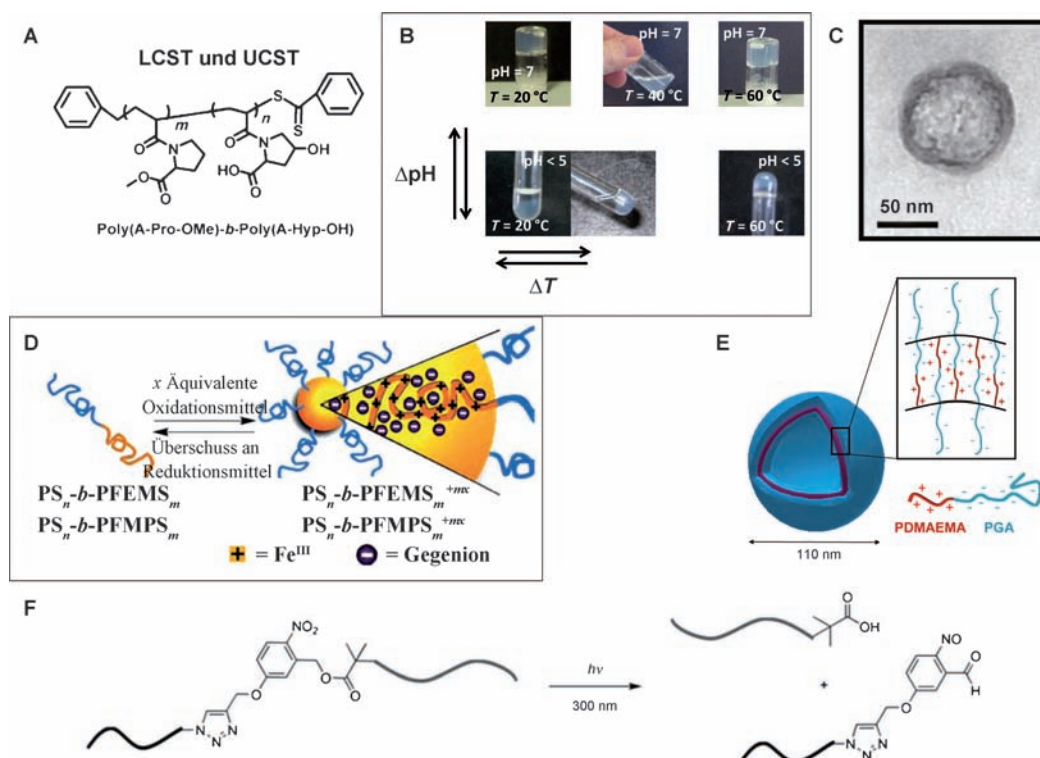 A
LCST und UCST
m
n
S
S
O
N
O
N
OH
O
O
HO
O
Poly(A-Pro-OMe)-b-Poly(A-Hyp-OH)
B
pH = 7
T = 20 °C
pH = 7
T = 40 °C
pH = 7
T = 60 °C
ΔpH
pH < 5
T = 20 °C
pH < 5
T = 60 °C
ΔT
C
50 nm
D
x Äquivalente
Oxidationsmittel
Überschuss an
Reduktionsmittel
PSn-b-PFEMSm
PSn-b-PFMPSm
PSn-b-PFEMSm+mx
PSn-b-PFMPSm+mx
+ = FeIII
− = Gegenion
E
110 nm
PDMAEMA
PGA
F
NO2
O
O
O
N
N
N
hν
300 nm
O
OH
+
NO
O
H
O
N
N
N